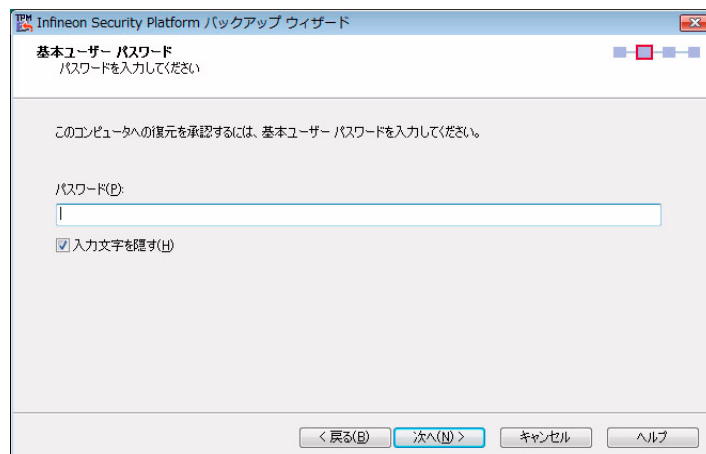 TPM
Infineon Security Platform バックアップ ウィザード
基本ユーザー パスワード
パスワードを入力してください
このコンピュータへの復元を承認するには、基本ユーザー パスワードを入力してください。
パスワード(P):
入力文字を隠す(H)
< 戻る(B) 次へ(N) > キャンセル ヘルプ